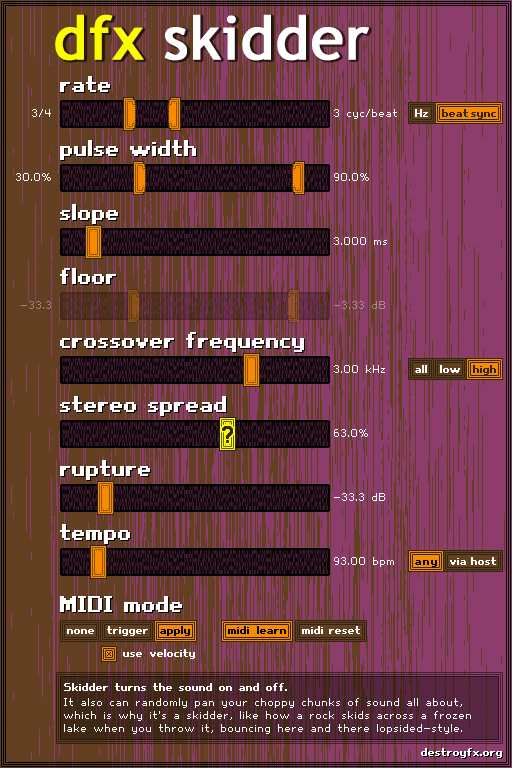 dfx skidder
rate
3/4 3 cyc/beat Hz beat sync
pulse width
30.0% 90.0%
slope
3.000 ms
floor
-33.3 -3.33 dB
crossover frequency
3.00 kHz all low high
stereo spread
? 63.0%
rupture
-33.3 dB
tempo
93.00 bpm any via host
MIDI mode
none trigger apply midi learn midi reset
use velocity
Skidder turns the sound on and off.
It also can randomly pan your choppy chunks of sound all about,
which is why it's a skidder, like how a rock skids across a frozen
lake when you throw it, bouncing here and there lopsided-style.
destroyfx.org